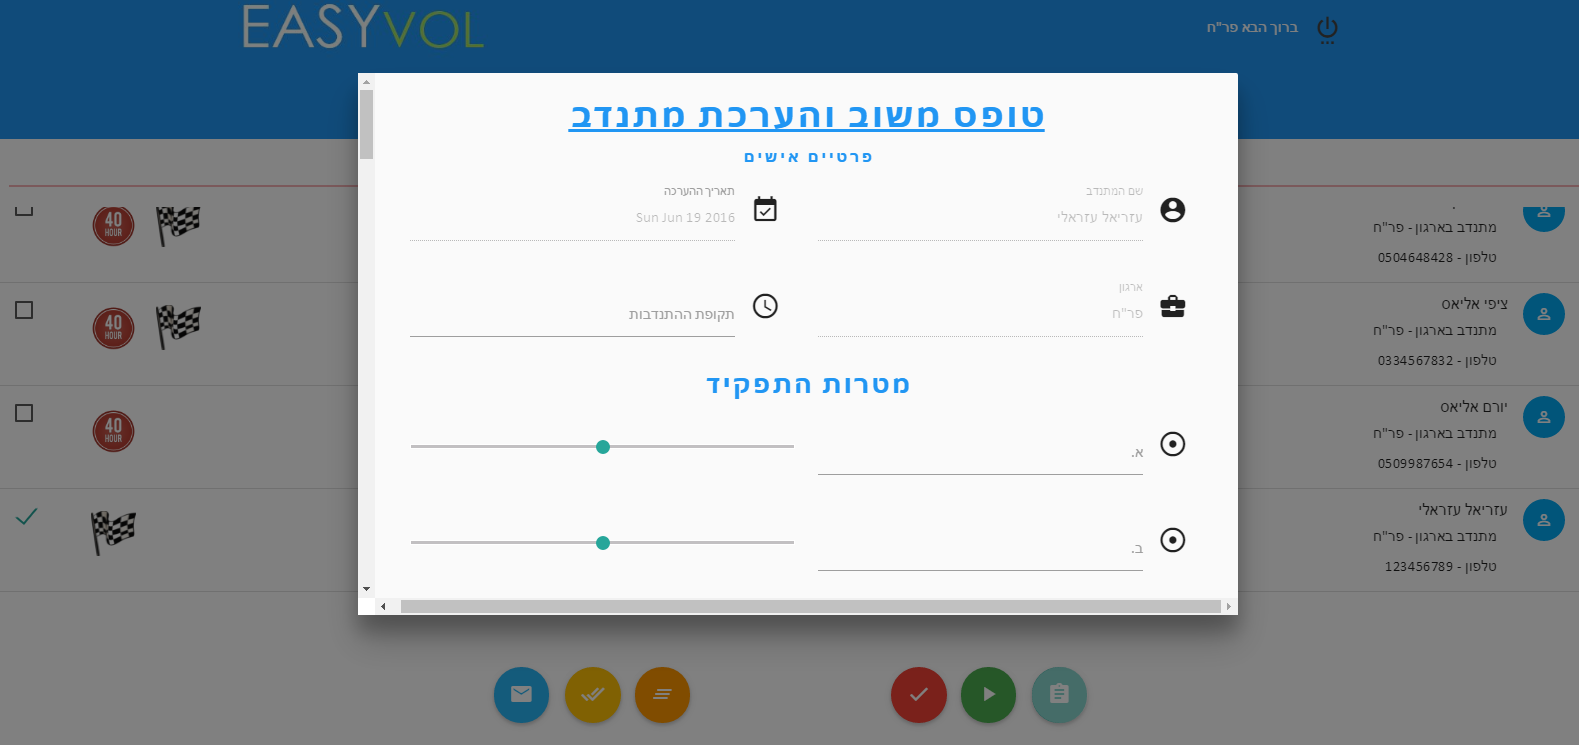 EASYVOL
ברוך הבא פר"ח
טופס משוב והערכת מתנדב
פרטיים אישים
שם המתנדב
עזריאל עזראלי
תאריך ההערכה
Sun Jun 19 2016
ארגון
פר"ח
תקופת ההתנדבות
מטרות התפקיד
א.
ב.
מתנדב בארגון - פר"ח
טלפון - 0504648428
40
HOUR
ציפי אליאס
מתנדב בארגון - פר"ח
טלפון - 0334567832
40
HOUR
יורם אליאס
מתנדב בארגון - פר"ח
טלפון - 0509987654
40
HOUR
עזריאל עזראלי
מתנדב בארגון - פר"ח
טלפון - 123456789